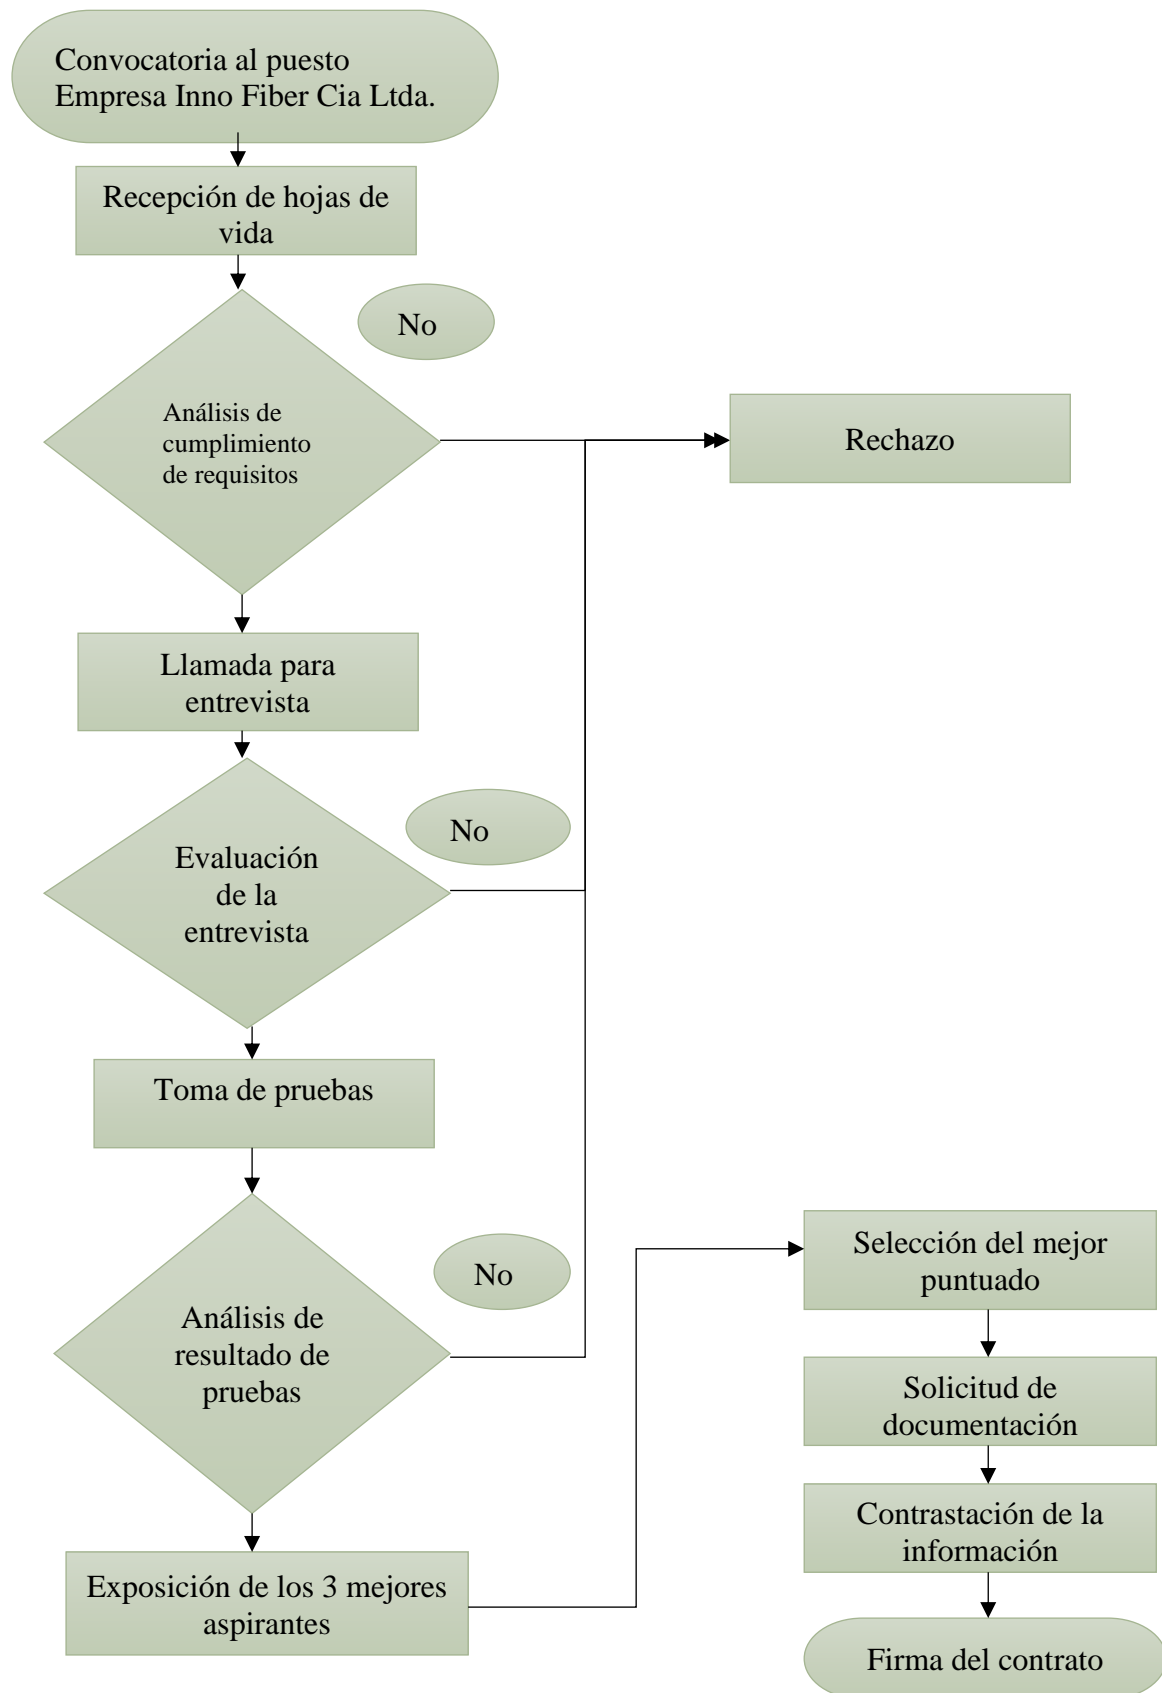 Convocatoria al puesto
Empresa Inno Fiber Cia Ltda.
Recepción de hojas de
vida
No
Análisis de
cumplimiento
de requisitos
Rechazo
Llamada para
entrevista
No
Evaluación
de la
entrevista
Toma de pruebas
No
Análisis de
resultado de
pruebas
Exposición de los 3 mejores
aspirantes
Selección del mejor
puntuado
Solicitud de
documentación
Contrastación de la
información
Firma del contrato